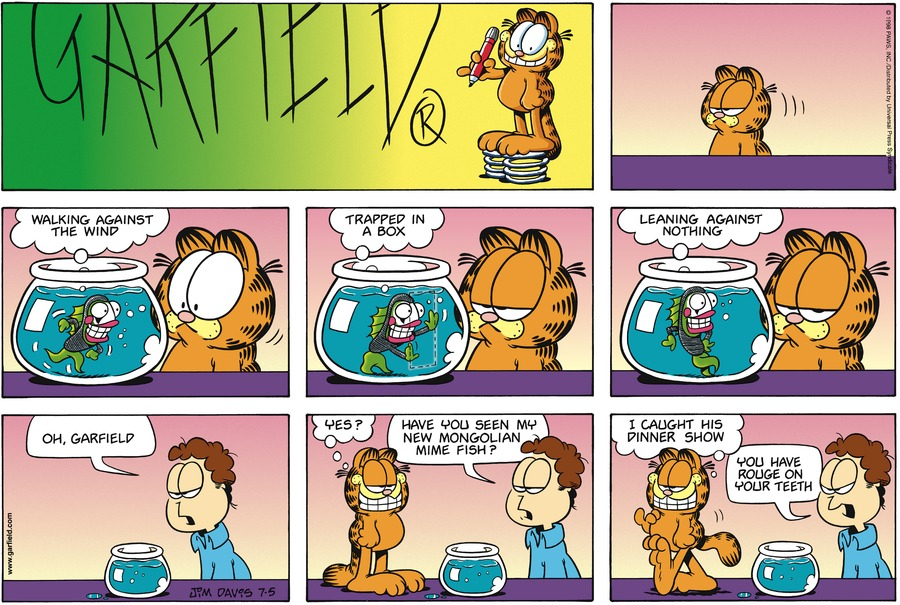 GARFIELD
®
© 1998 PAWS, INC./Distributed by Universal Press Syndicate
WALKING AGAINST
THE WIND
TRAPPED IN
A BOX
LEANING AGAINST
NOTHING
OH, GARFIELD
www.garfield.com
JIM DAVIS 7-5
YES?
HAVE YOU SEEN MY
NEW MONGOLIAN
MIME FISH?
I CAUGHT HIS
DINNER SHOW
YOU HAVE
ROUGE ON
YOUR TEETH